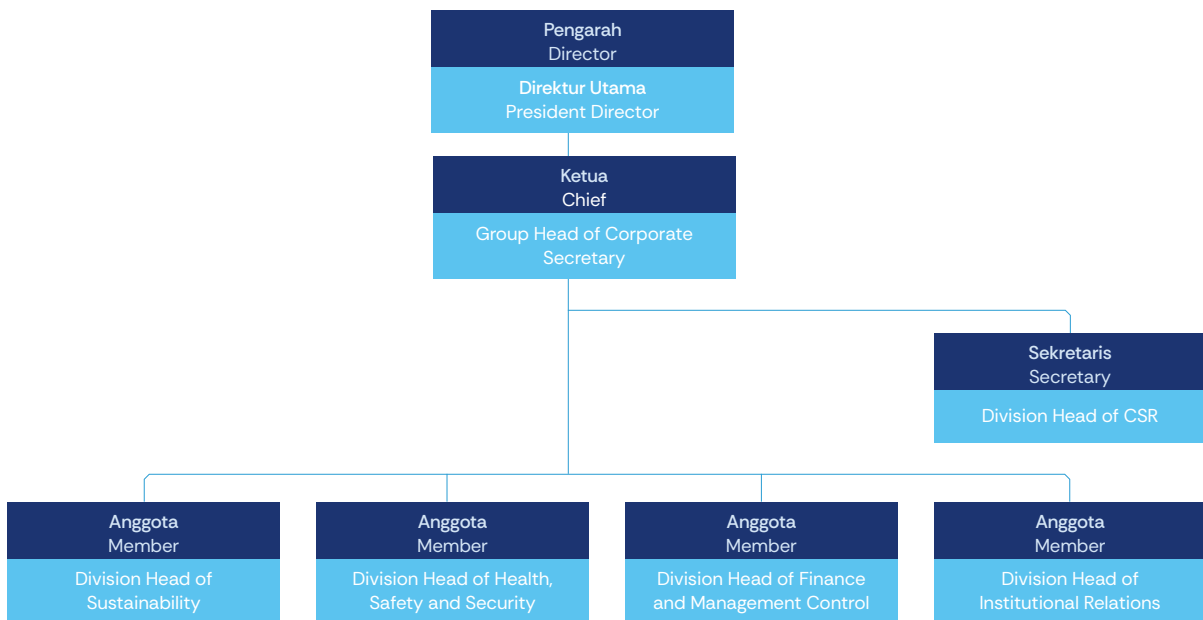 Pengarah
Director
Direktur Utama
President Director
Ketua
Chief
Group Head of Corporate
Secretary
Sekretaris
Secretary
Division Head of CSR
Anggota
Member
Division Head of
Sustainability
Anggota
Member
Division Head of Health,
Safety and Security
Anggota
Member
Division Head of Finance
and Management Control
Anggota
Member
Division Head of
Institutional Relations